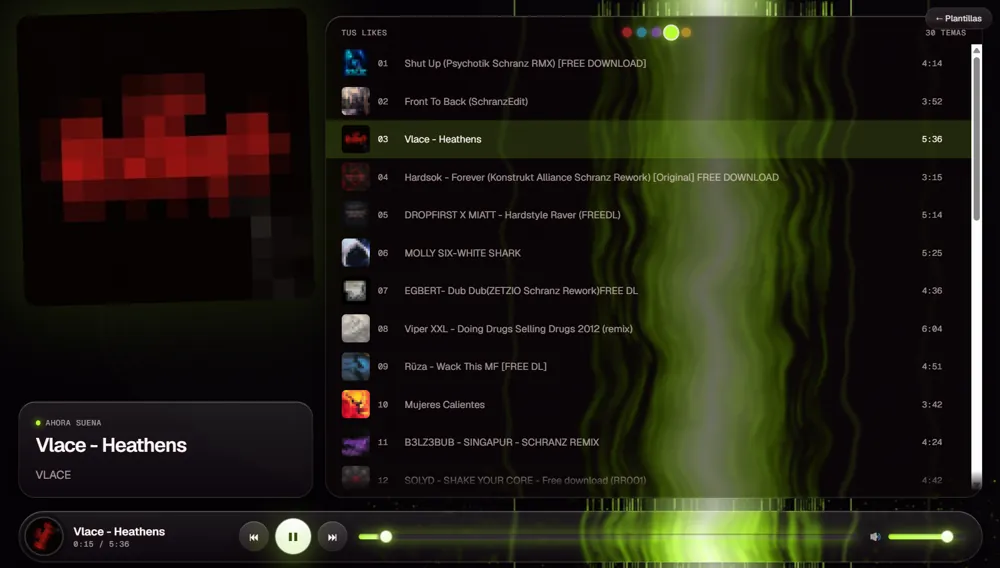 ← Plantillas
TUS LIKES
30 TEMAS
01 Shut Up (Psychotik Schranz RMX) [FREE DOWNLOAD] 4:14
02 Front To Back (SchranzEdit) 3:52
03 Vlace - Heathens 5:36
04 Hardsok - Forever (Konstrukt Alliance Schranz Rework) [Original] FREE DOWNLOAD 3:15
05 DROPFIRST X MIATT - Hardstyle Raver (FREEDL) 5:14
06 MOLLY SIX-WHITE SHARK 5:25
07 EGBERT- Dub Dub(ZETZIO Schranz Rework)FREE DL 4:36
08 Viper XXL - Doing Drugs Selling Drugs 2012 (remix) 6:04
09 Rüza - Wack This MF [FREE DL] 4:51
10 Mujeres Calientes 3:42
11 B3LZ3BUB - SINGAPUR - SCHRANZ REMIX 4:24
12 SOLYD - SHAKE YOUR CORE - Free download (RR001) 4:42
AHORA SUENA
Vlace - Heathens
VLACE
Vlace - Heathens
0:15 / 5:36